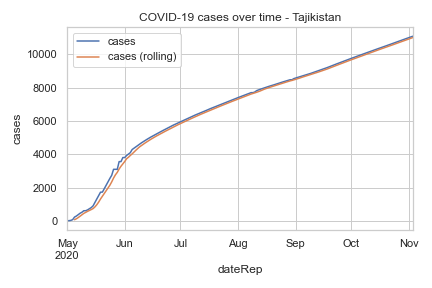 COVID-19 cases over time - Tajikistan
cases
cases (rolling)
10000
8000
6000
4000
2000
0
cases
May Jun Jul Aug Sep Oct Nov
2020
dateRep